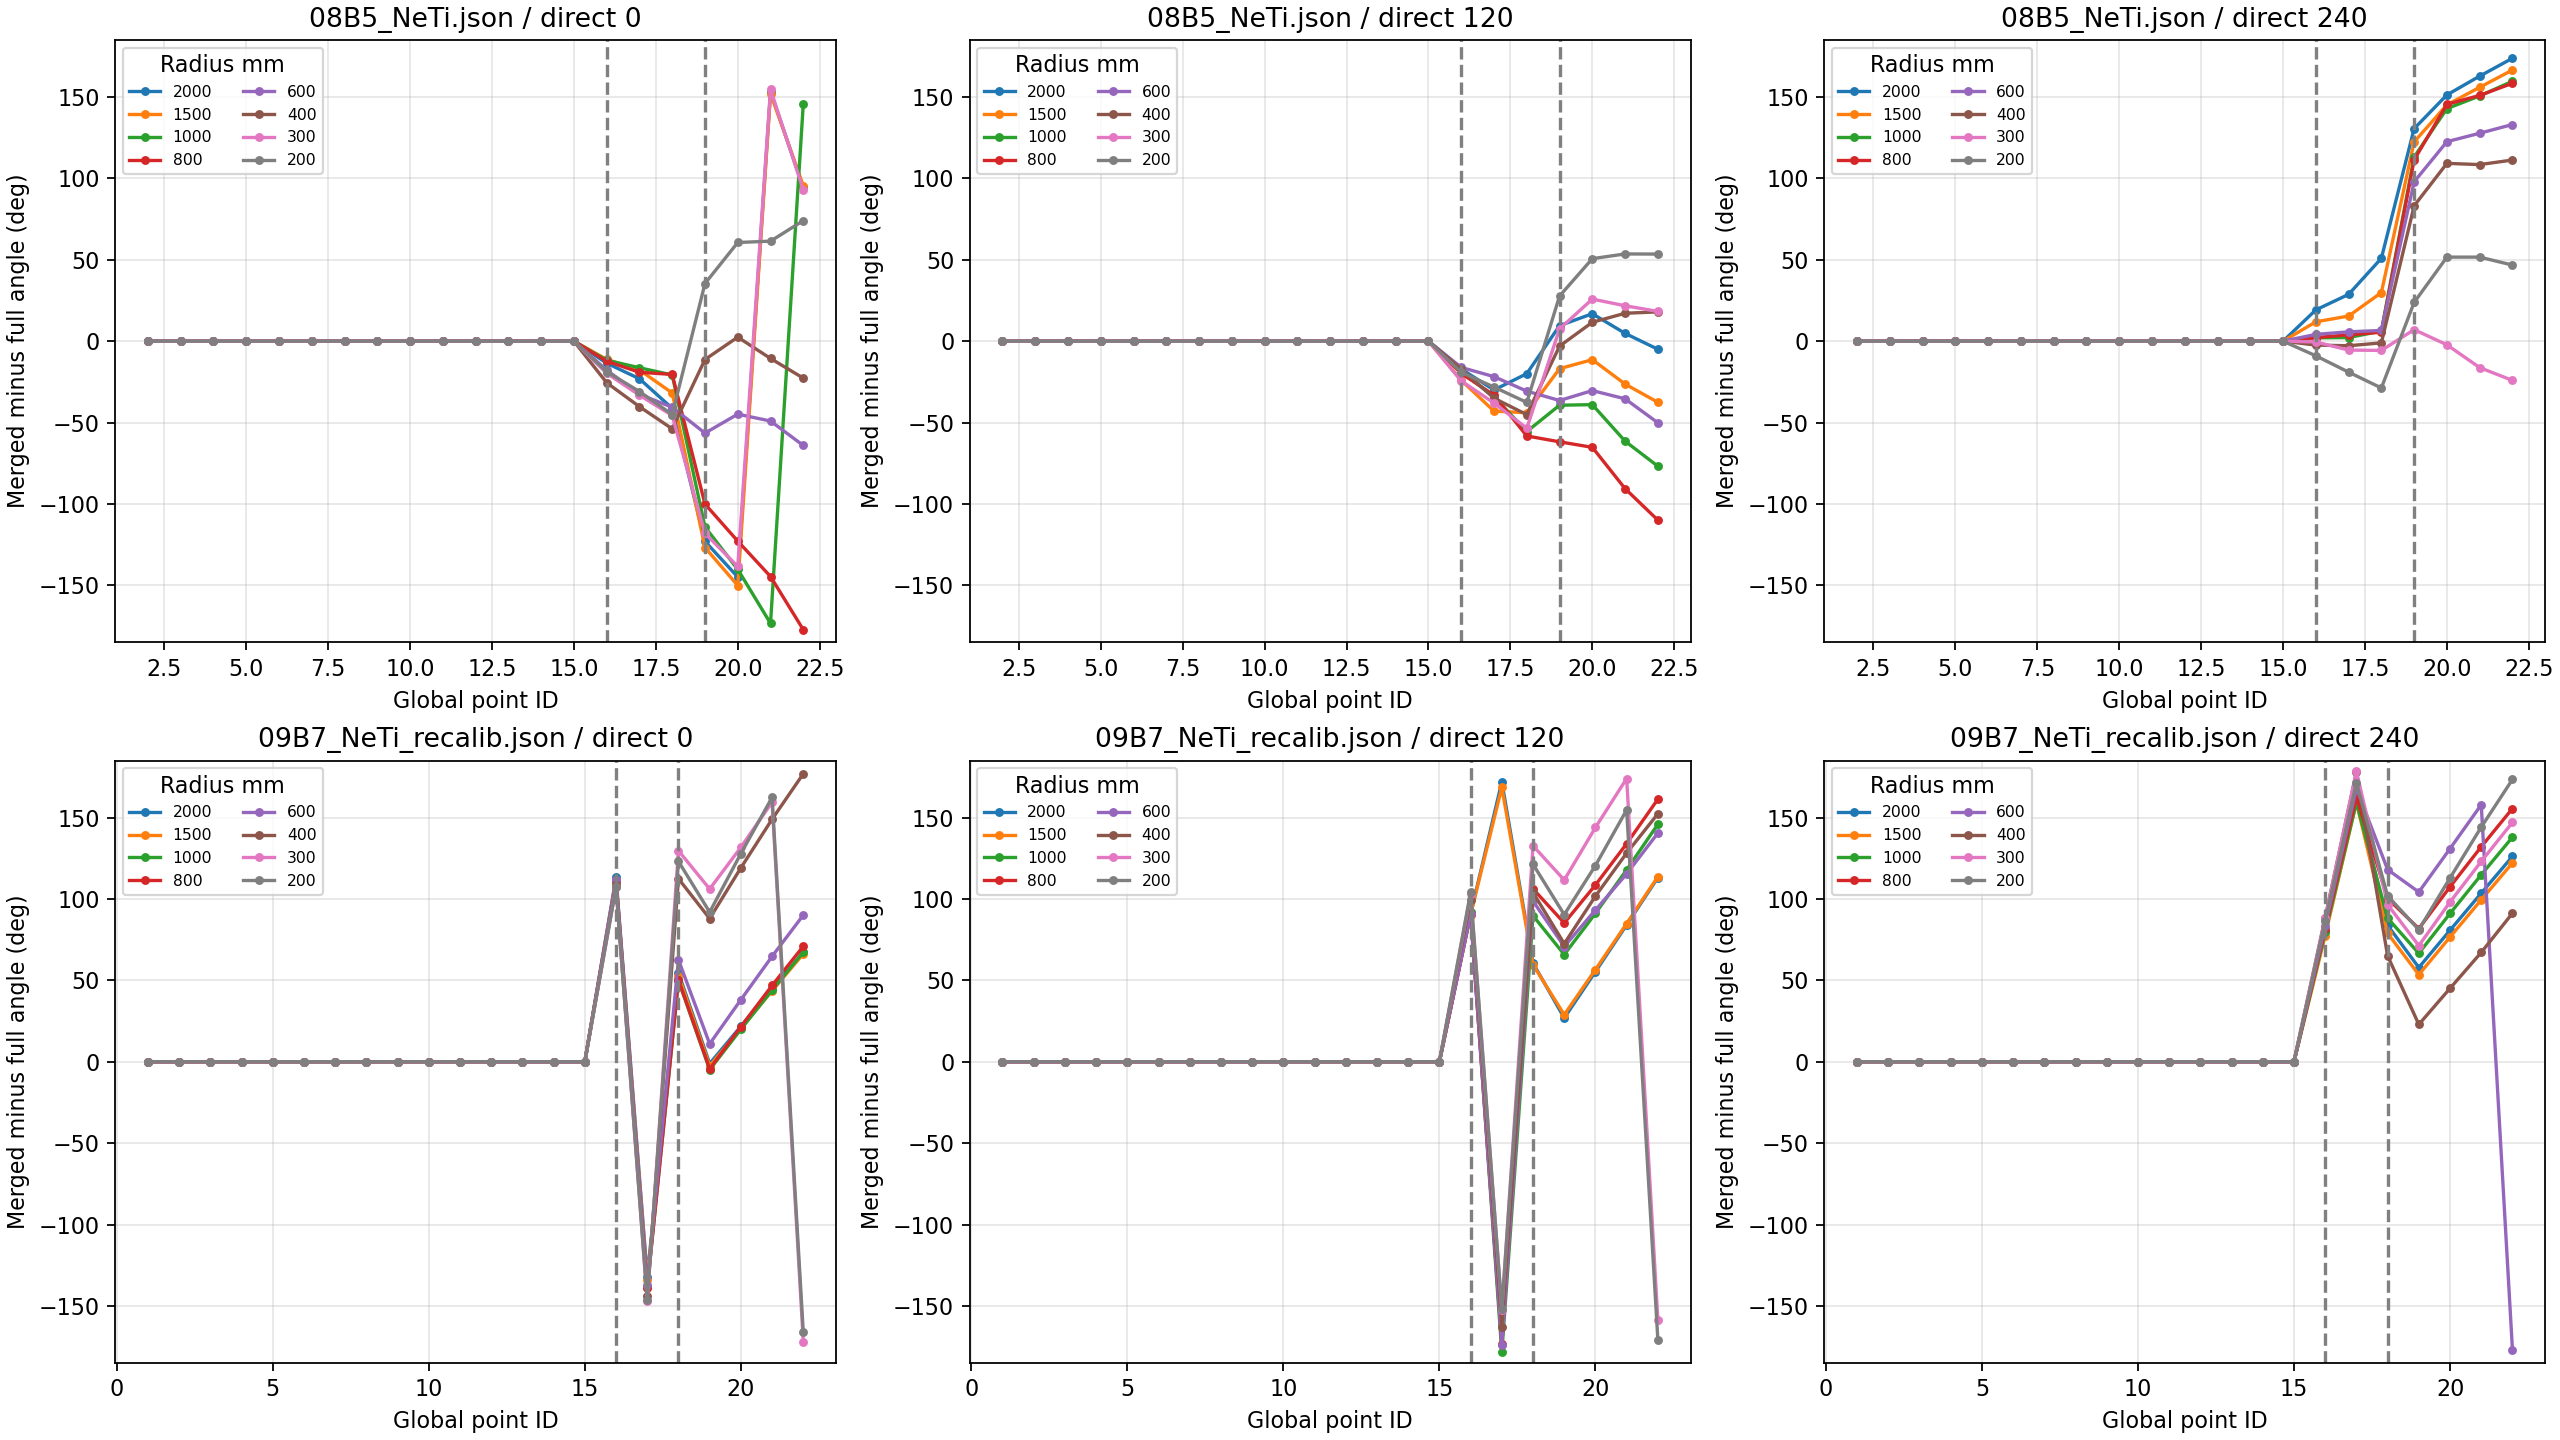 08B5_NeTi.json / direct 0
Merged minus full angle (deg)
150
100
50
0
−50
−100
−150
Radius mm
2000 600
1500 400
1000 300
800 200
2.5 5.0 7.5 10.0 12.5 15.0 17.5 20.0 22.5
Global point ID
08B5_NeTi.json / direct 120
Merged minus full angle (deg)
150
100
50
0
−50
−100
−150
Radius mm
2000 600
1500 400
1000 300
800 200
2.5 5.0 7.5 10.0 12.5 15.0 17.5 20.0 22.5
Global point ID
08B5_NeTi.json / direct 240
Merged minus full angle (deg)
150
100
50
0
−50
−100
−150
Radius mm
2000 600
1500 400
1000 300
800 200
2.5 5.0 7.5 10.0 12.5 15.0 17.5 20.0 22.5
Global point ID
09B7_NeTi_recalib.json / direct 0
Merged minus full angle (deg)
150
100
50
0
−50
−100
−150
Radius mm
2000 600
1500 400
1000 300
800 200
0 5 10 15 20
Global point ID
09B7_NeTi_recalib.json / direct 120
Merged minus full angle (deg)
150
100
50
0
−50
−100
−150
Radius mm
2000 600
1500 400
1000 300
800 200
0 5 10 15 20
Global point ID
09B7_NeTi_recalib.json / direct 240
Merged minus full angle (deg)
150
100
50
0
−50
−100
−150
Radius mm
2000 600
1500 400
1000 300
800 200
0 5 10 15 20
Global point ID